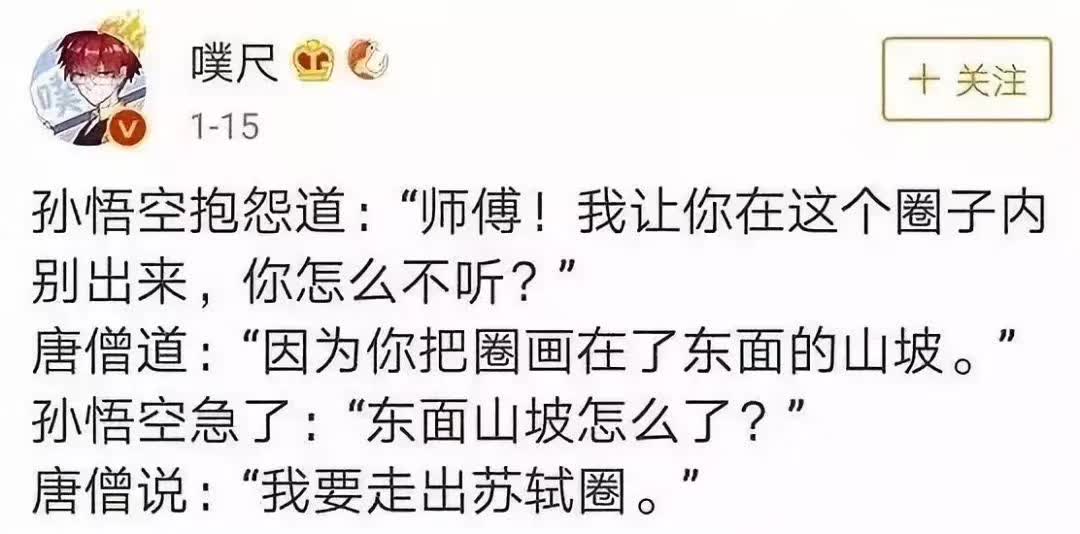 噗尺
1-15
+ 关注
孙悟空抱怨道：“师傅！我让你在这个圈子内
别出来，你怎么不听？”
唐僧道：“因为你把圈画在了东面的山坡。”
孙悟空急了：“东面山坡怎么了？”
唐僧说：“我要走出苏轼圈。”